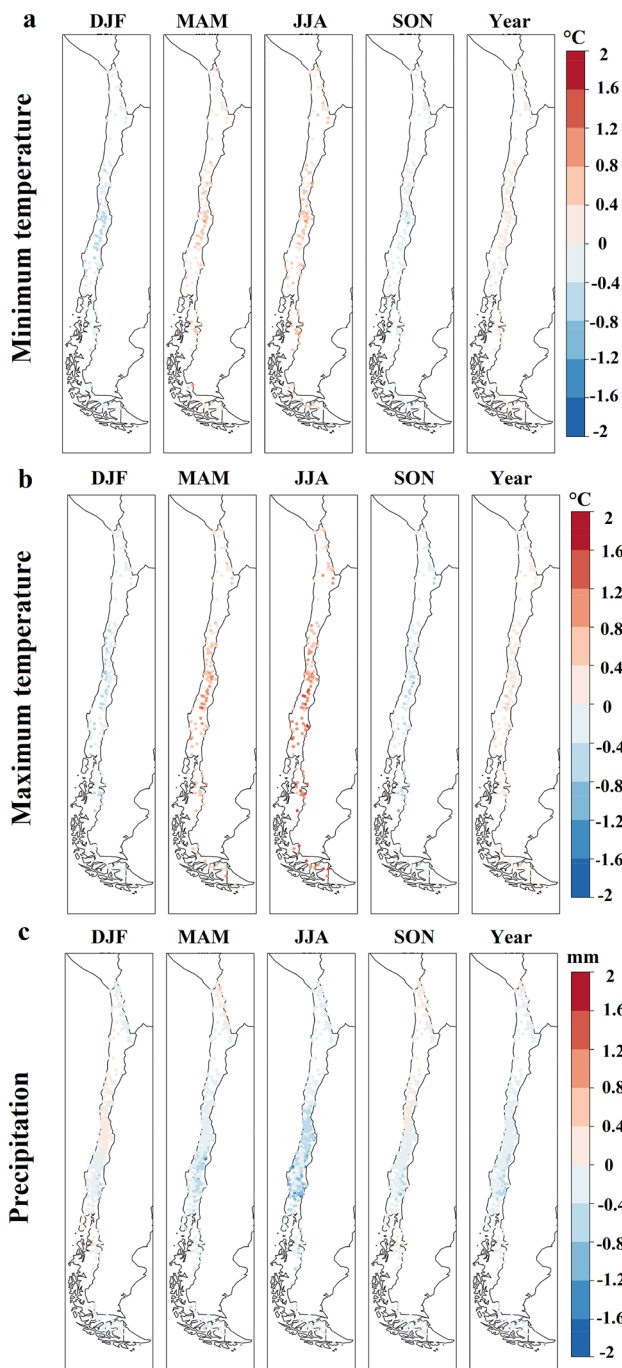 a
DJF MAM JJA SON Year
°C
2
1.6
1.2
0.8
0.4
0
-0.4
-0.8
-1.2
-1.6
-2
Minimum temperature
b
DJF MAM JJA SON Year
°C
2
1.6
1.2
0.8
0.4
0
-0.4
-0.8
-1.2
-1.6
-2
Maximum temperature
c
DJF MAM JJA SON Year
mm
2
1.6
1.2
0.8
0.4
0
-0.4
-0.8
-1.2
-1.6
-2
Precipitation